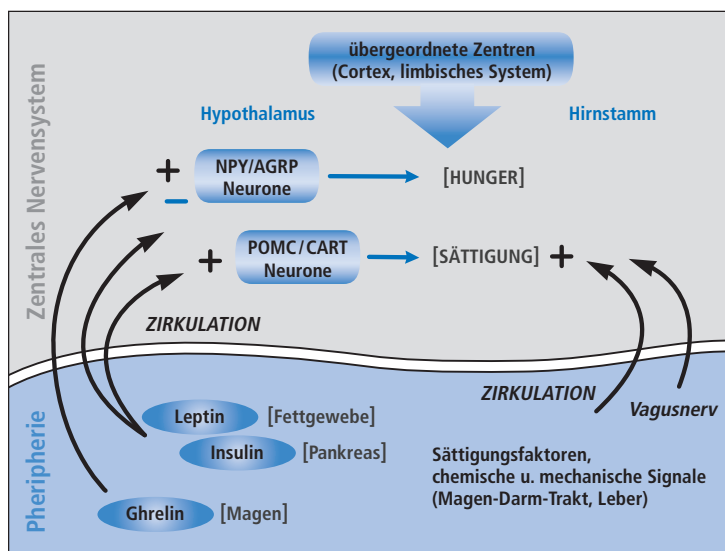 übergeordnete Zentren
(Cortex, limbisches System)
Hypothalamus
Hirnstamm
Zentrales Nervensystem
+
NPY/AGRP
Neurone
[HUNGER]
–
+
POMC/CART
Neurone
[SÄTTIGUNG] +
ZIRKULATION
ZIRKULATION
Vagusnerv
Pheripherie
Leptin [Fettgewebe]
Insulin [Pankreas]
Sättigungsfaktoren,
chemische u. mechanische Signale
(Magen-Darm-Trakt, Leber)
Ghrelin [Magen]